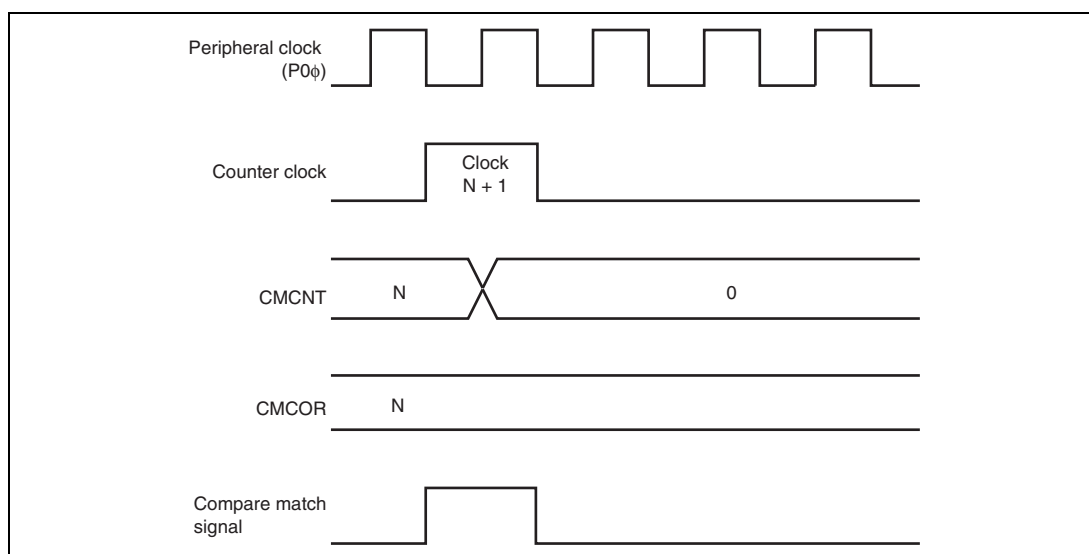 Peripheral clock
(P0ϕ)
Counter clock
Clock
N + 1
CMCNT
N
0
CMCOR
N
Compare match
signal